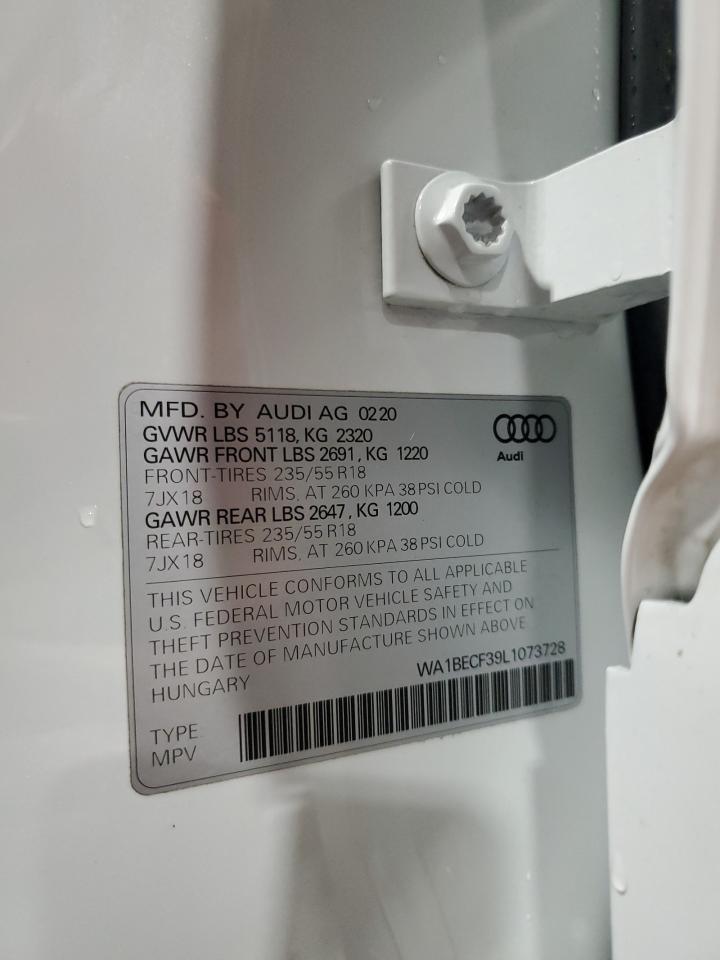 MFD. BY AUDI AG 0220
GVWR LBS 5118, KG 2320
GAWR FRONT LBS 2691, KG 1220
FRONT-TIRES 235/55 R18
7JX18 RIMS, AT 260 KPA 38 PSI COLD
GAWR REAR LBS 2647, KG 1200
REAR-TIRES 235/55 R18
7JX18 RIMS, AT 260 KPA 38 PSI COLD
Audi
THIS VEHICLE CONFORMS TO ALL APPLICABLE
U.S. FEDERAL MOTOR VEHICLE SAFETY AND
THEFT PREVENTION STANDARDS IN EFFECT ON
THE DATE OF MANUFACTURE SHOWN ABOVE
HUNGARY WA1BECF39L1073728
TYPE:
MPV